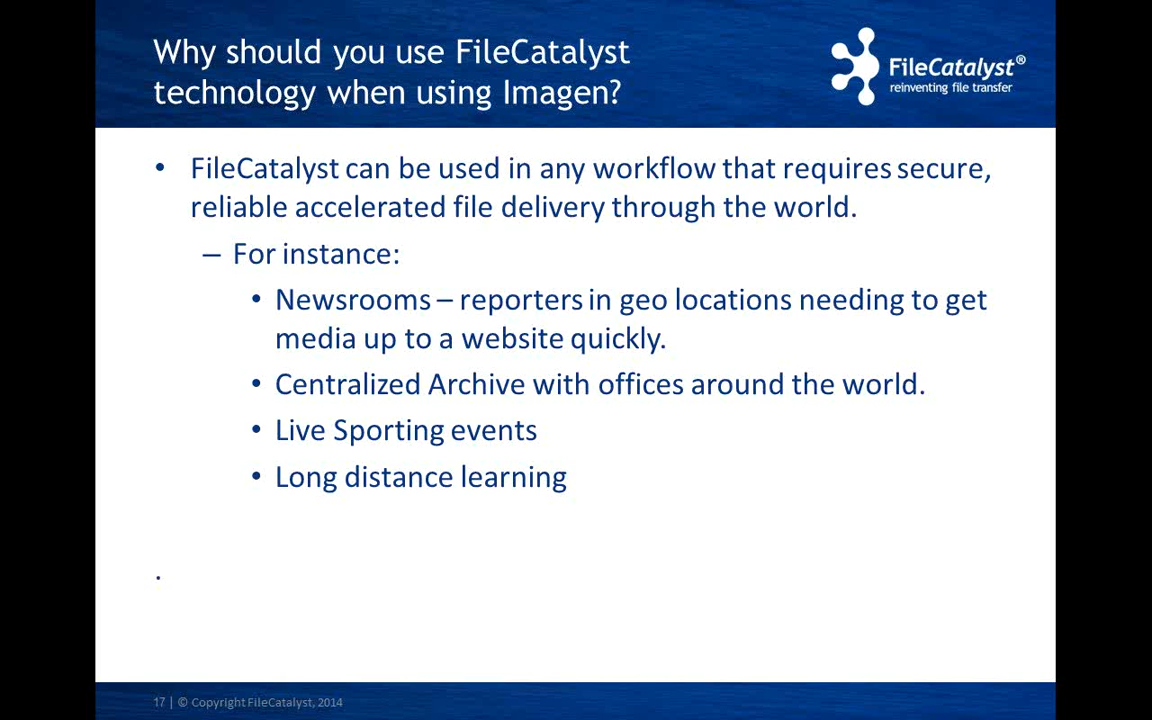 Why should you use FileCatalyst
technology when using Imagen?
FileCatalyst®
reinventing file transfer
• FileCatalyst can be used in any workflow that requires secure,
reliable accelerated file delivery through the world.
– For instance:
• Newsrooms – reporters in geo locations needing to get
media up to a website quickly.
• Centralized Archive with offices around the world.
• Live Sporting events
• Long distance learning
.
17 | © Copyright FileCatalyst, 2014